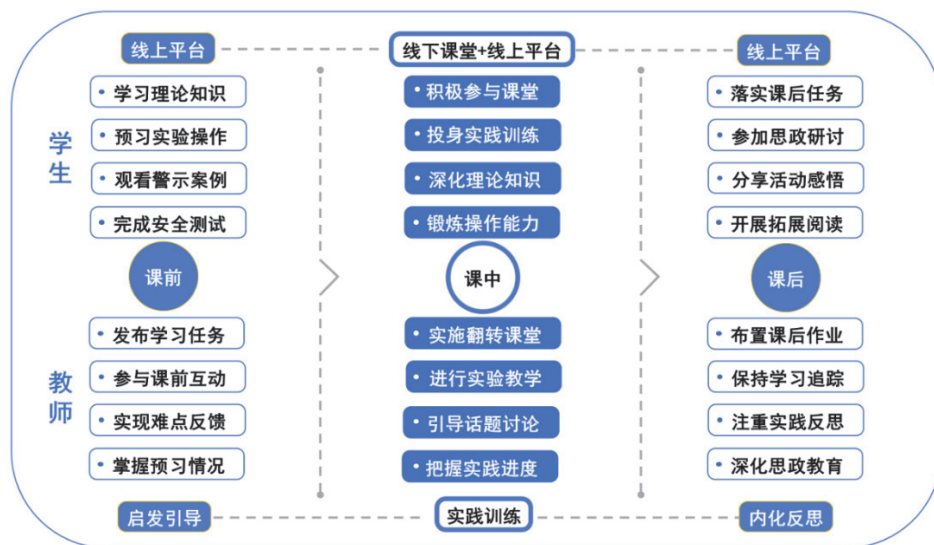 线上平台
线下课堂+线上平台
线上平台
学生
• 学习理论知识
• 预习实验操作
• 观看警示案例
• 完成安全测试
• 积极参与课堂
• 投身实践训练
• 深化理论知识
• 锻炼操作能力
• 落实课后任务
• 参加思政研讨
• 分享活动感悟
• 开展拓展阅读
课前
课中
课后
教师
• 发布学习任务
• 参与课前互动
• 实现难点反馈
• 掌握预习情况
• 实施翻转课堂
• 进行实验教学
• 引导话题讨论
• 把握实践进度
• 布置课后作业
• 保持学习追踪
• 注重实践反思
• 深化思政教育
启发引导
实践训练
内化反思